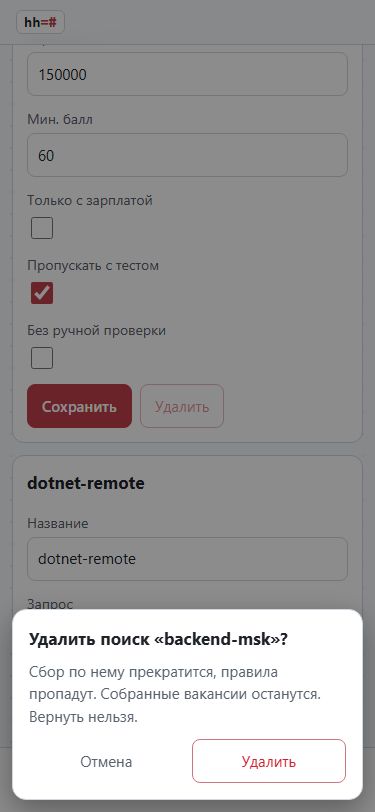 hh=#
150000
Мин. балл
60
Только с зарплатой
Пропускать с тестом
Без ручной проверки
Сохранить Удалить
dotnet-remote
Название
dotnet-remote
Запрос
Удалить поиск «backend-msk»?
Сбор по нему прекратится, правила
пропадут. Собранные вакансии останутся.
Вернуть нельзя.
Отмена Удалить